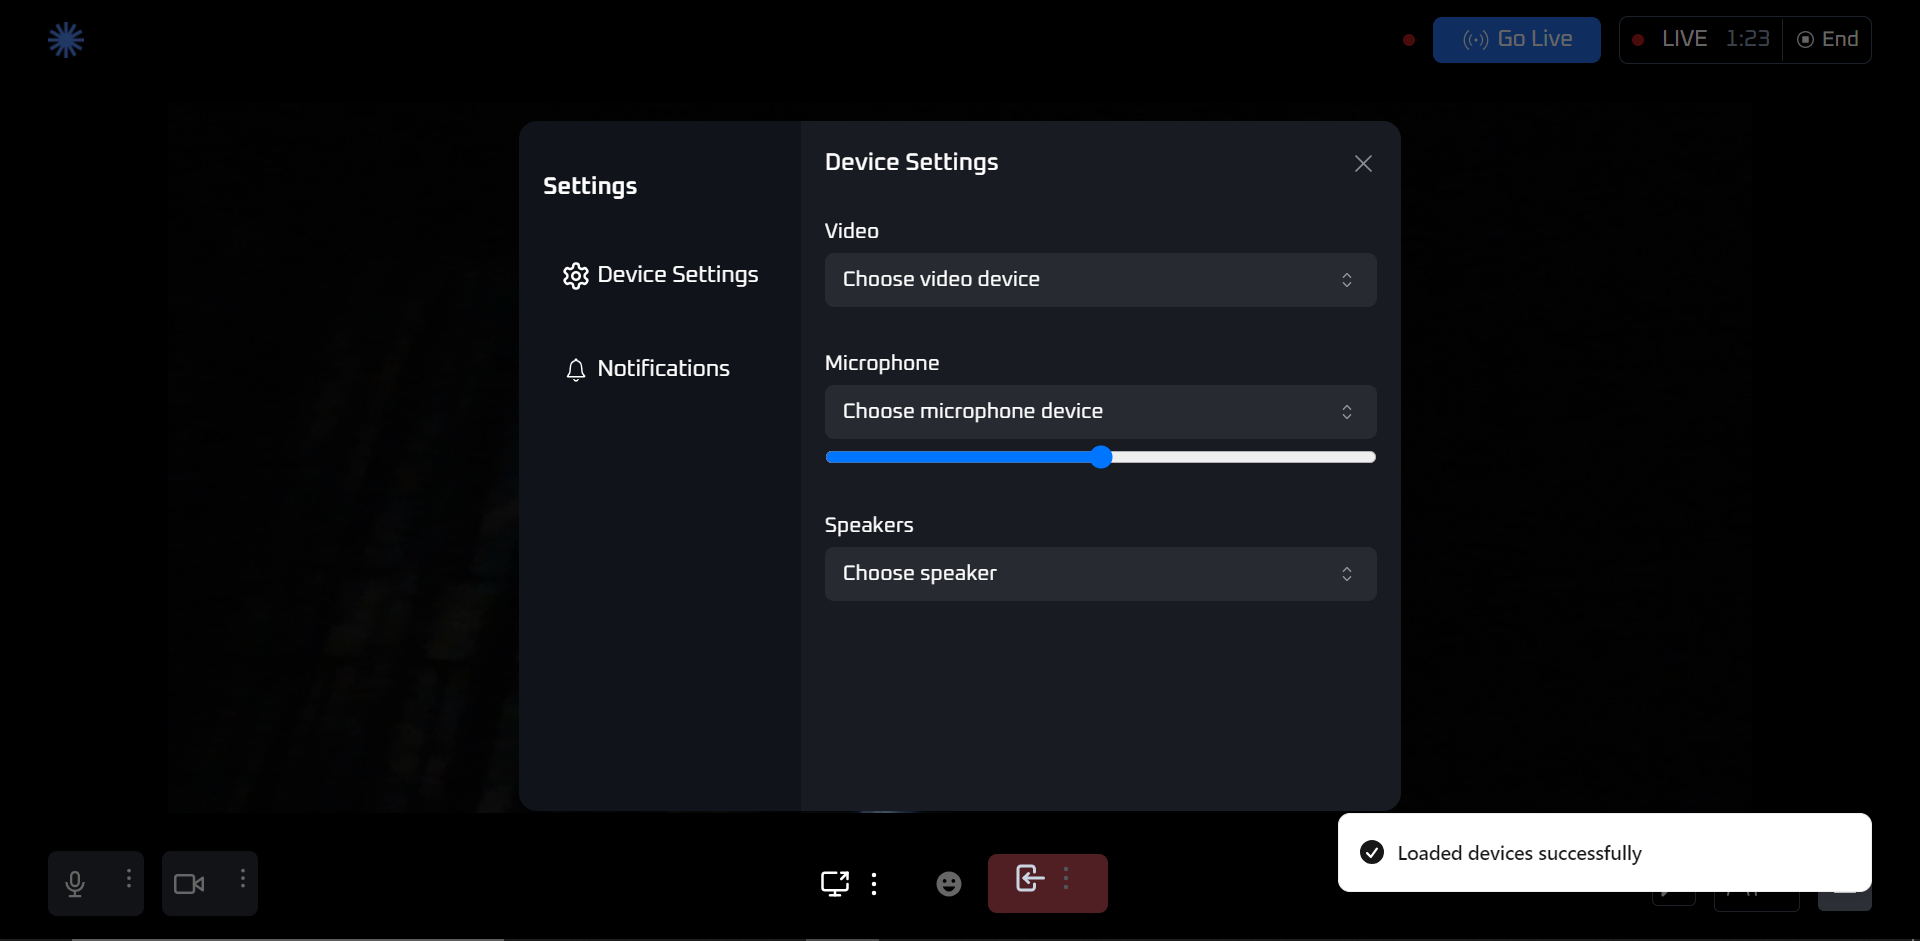 Go Live
LIVE 1:23 End
Settings
Device Settings
Notifications
Device Settings
Video
Choose video device
Microphone
Choose microphone device
Speakers
Choose speaker
Loaded devices successfully